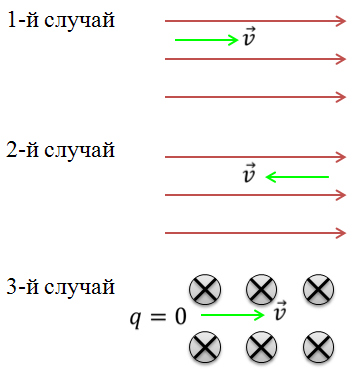 1-й случай
v⃗
2-й случай
v⃗
3-й случай
q = 0
v⃗